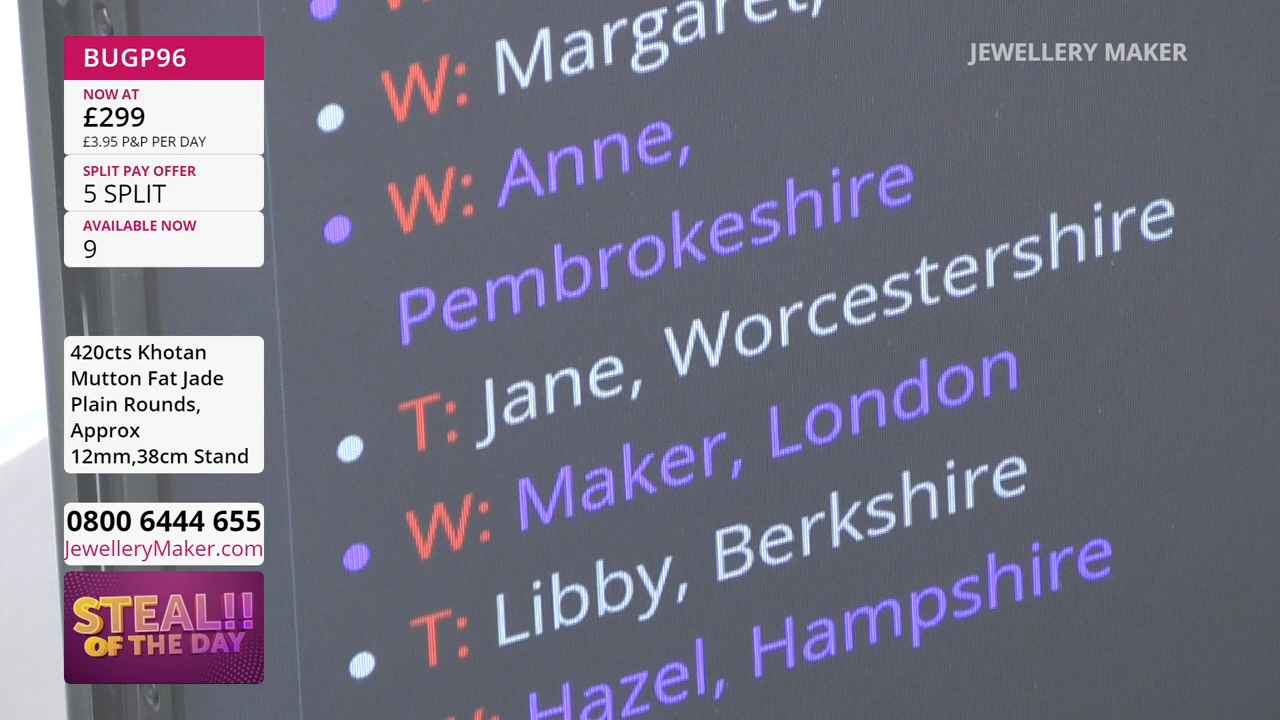 BUGP96
NOW AT
£299
£3.95 P&P PER DAY
SPLIT PAY OFFER
5 SPLIT
AVAILABLE NOW
9
420cts Khotan
Mutton Fat Jade
Plain Rounds,
Approx
12mm,38cm Stand
0800 6444 655
JewelleryMaker.com
STEAL!!
OF THE DAY
JEWELLERY MAKER
W: Margaret,
W: Anne,
Pembrokeshire
T: Jane, Worcestershire
W: Maker, London
T: Libby, Berkshire
W: Hazel, Hampshire